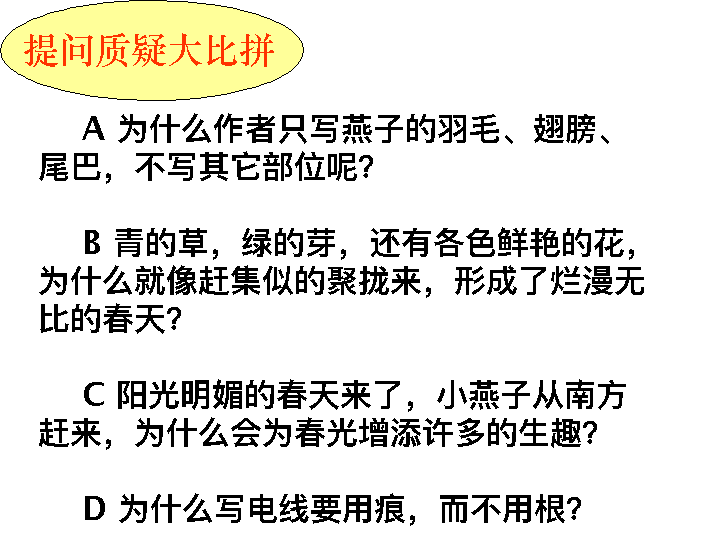 提问质疑大比拼
A 为什么作者只写燕子的羽毛、翅膀、
尾巴，不写其它部位呢?
B 青的草，绿的芽，还有各色鲜艳的花，
为什么就像赶集似的聚拢来，形成了烂漫无
比的春天?
C 阳光明媚的春天来了，小燕子从南方
赶来，为什么会为春光增添许多的生趣?
D 为什么写电线要用痕，而不用根?